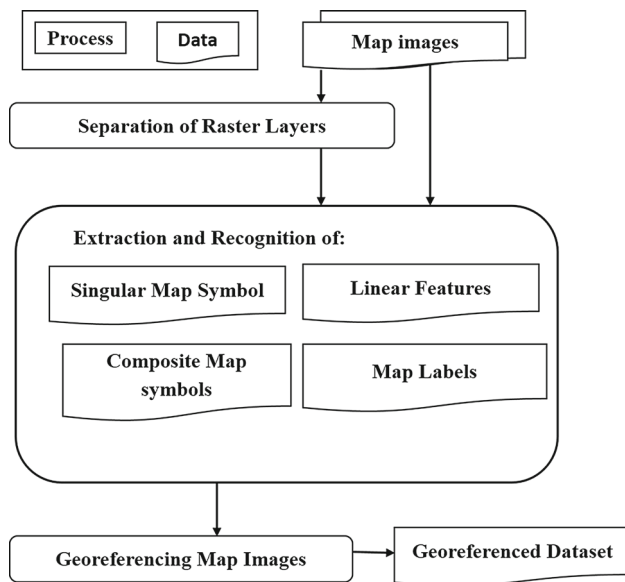 Process
Data
Map images
Separation of Raster Layers
Extraction and Recognition of:
Singular Map Symbol
Linear Features
Composite Map
symbols
Map Labels
Georeferencing Map Images
Georeferenced Dataset